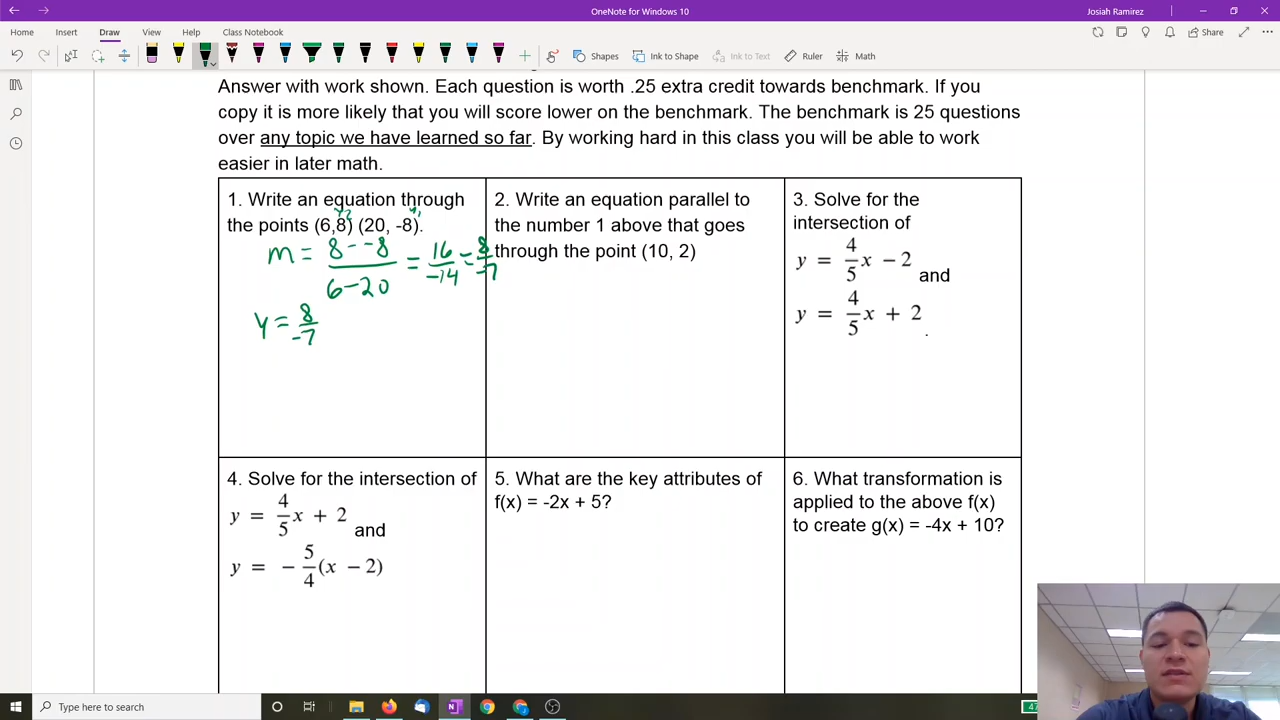 OneNote for Windows 10
Josiah Ramirez
Home Insert Draw View Help Class Notebook
Share
Shapes Ink to Shape Ink to Text Ruler Math
Answer with work shown. Each question is worth .25 extra credit towards benchmark. If you
copy it is more likely that you will score lower on the benchmark. The benchmark is 25 questions
over any topic we have learned so far. By working hard in this class you will be able to work
easier in later math.
1. Write an equation through
the points (6,8) (20, -8).
m = 8--8/6-20 = 16/-14 = 8/-7
y = 8/-7
2. Write an equation parallel to
the number 1 above that goes
through the point (10, 2)
3. Solve for the
intersection of
y = 4/5 x − 2 and
y = 4/5 x + 2 .
4. Solve for the intersection of
y = 4/5 x + 2 and
y = − 5/4 (x − 2)
5. What are the key attributes of
f(x) = -2x + 5?
6. What transformation is
applied to the above f(x)
to create g(x) = -4x + 10?
Type here to search